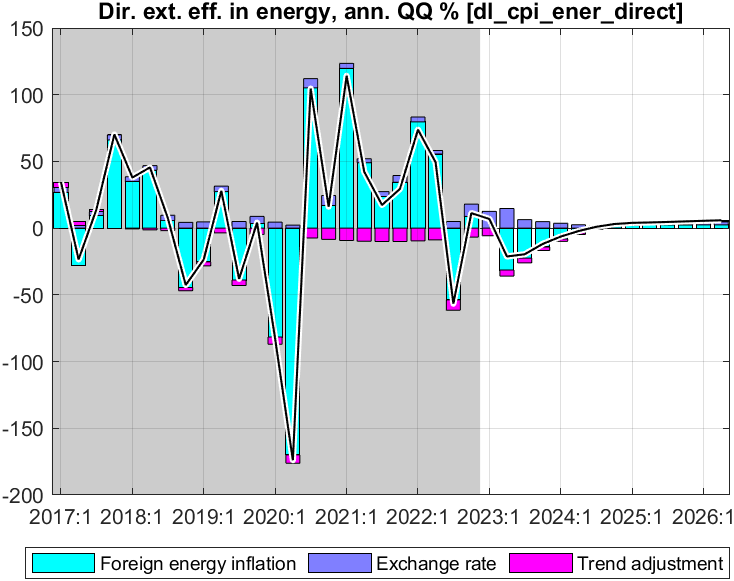 Dir. ext. eff. in energy, ann. QQ % [dl_cpi_ener_direct]
150
100
50
0
-50
-100
-150
-200
2017:1 2018:1 2019:1 2020:1 2021:1 2022:1 2023:1 2024:1 2025:1 2026:1
Foreign energy inflation Exchange rate Trend adjustment